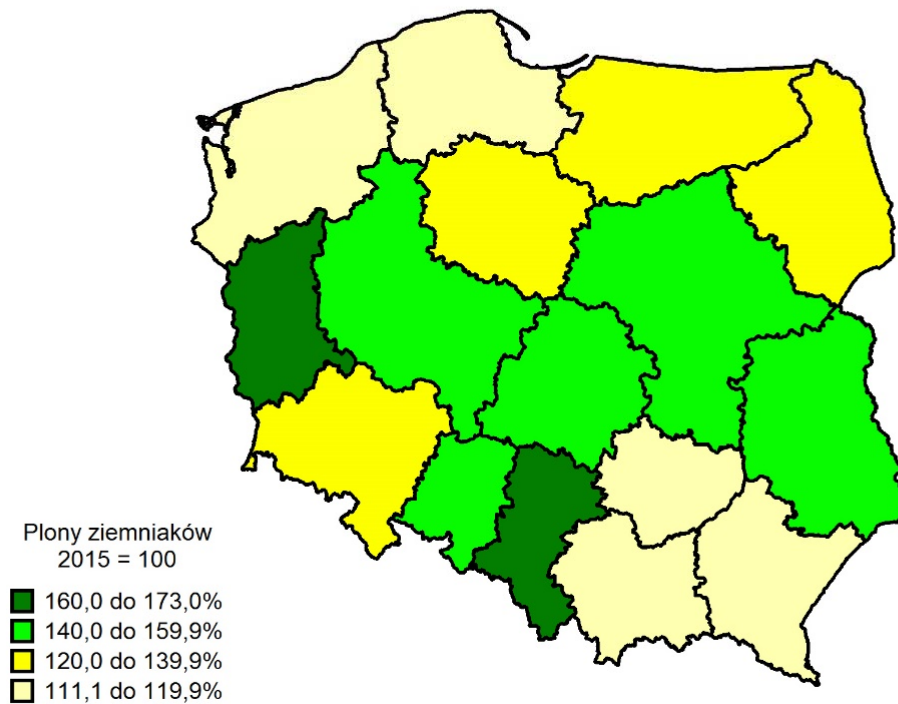 Plony ziemniaków
2015 = 100
160,0 do 173,0%
140,0 do 159,9%
120,0 do 139,9%
111,1 do 119,9%